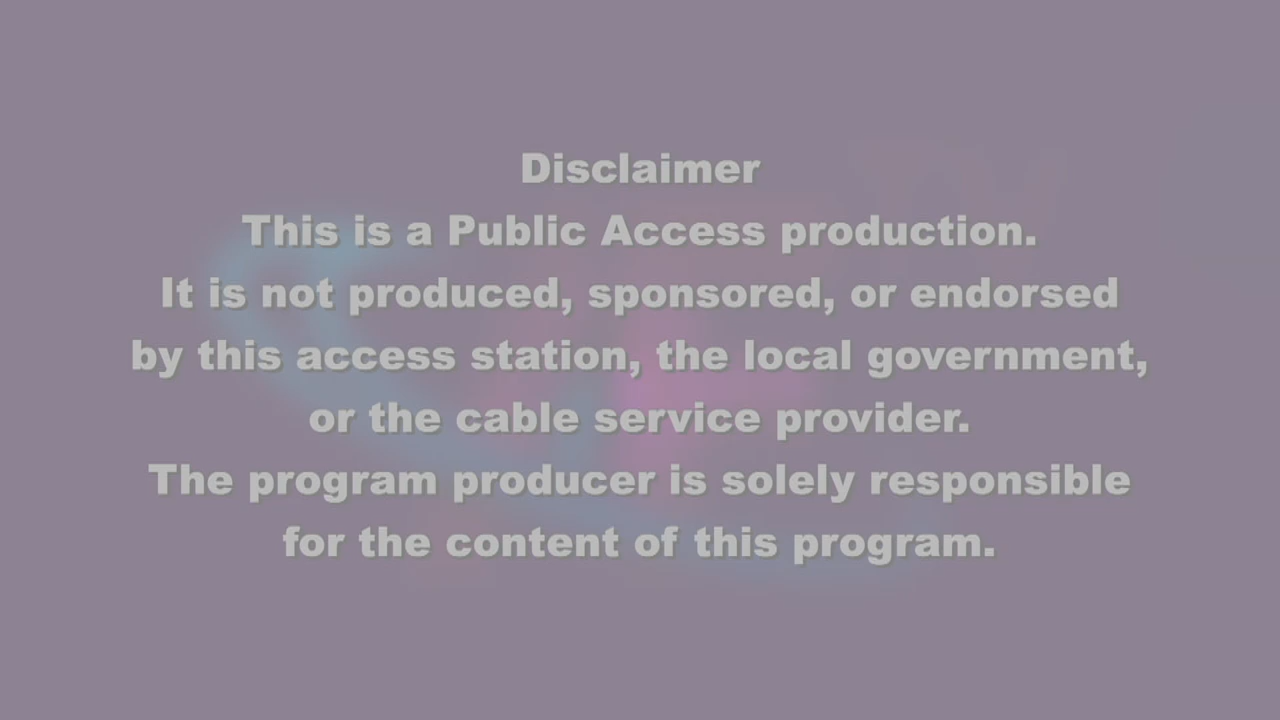 Disclaimer
This is a Public Access production.
It is not produced, sponsored, or endorsed
by this access station, the local government,
or the cable service provider.
The program producer is solely responsible
for the content of this program.